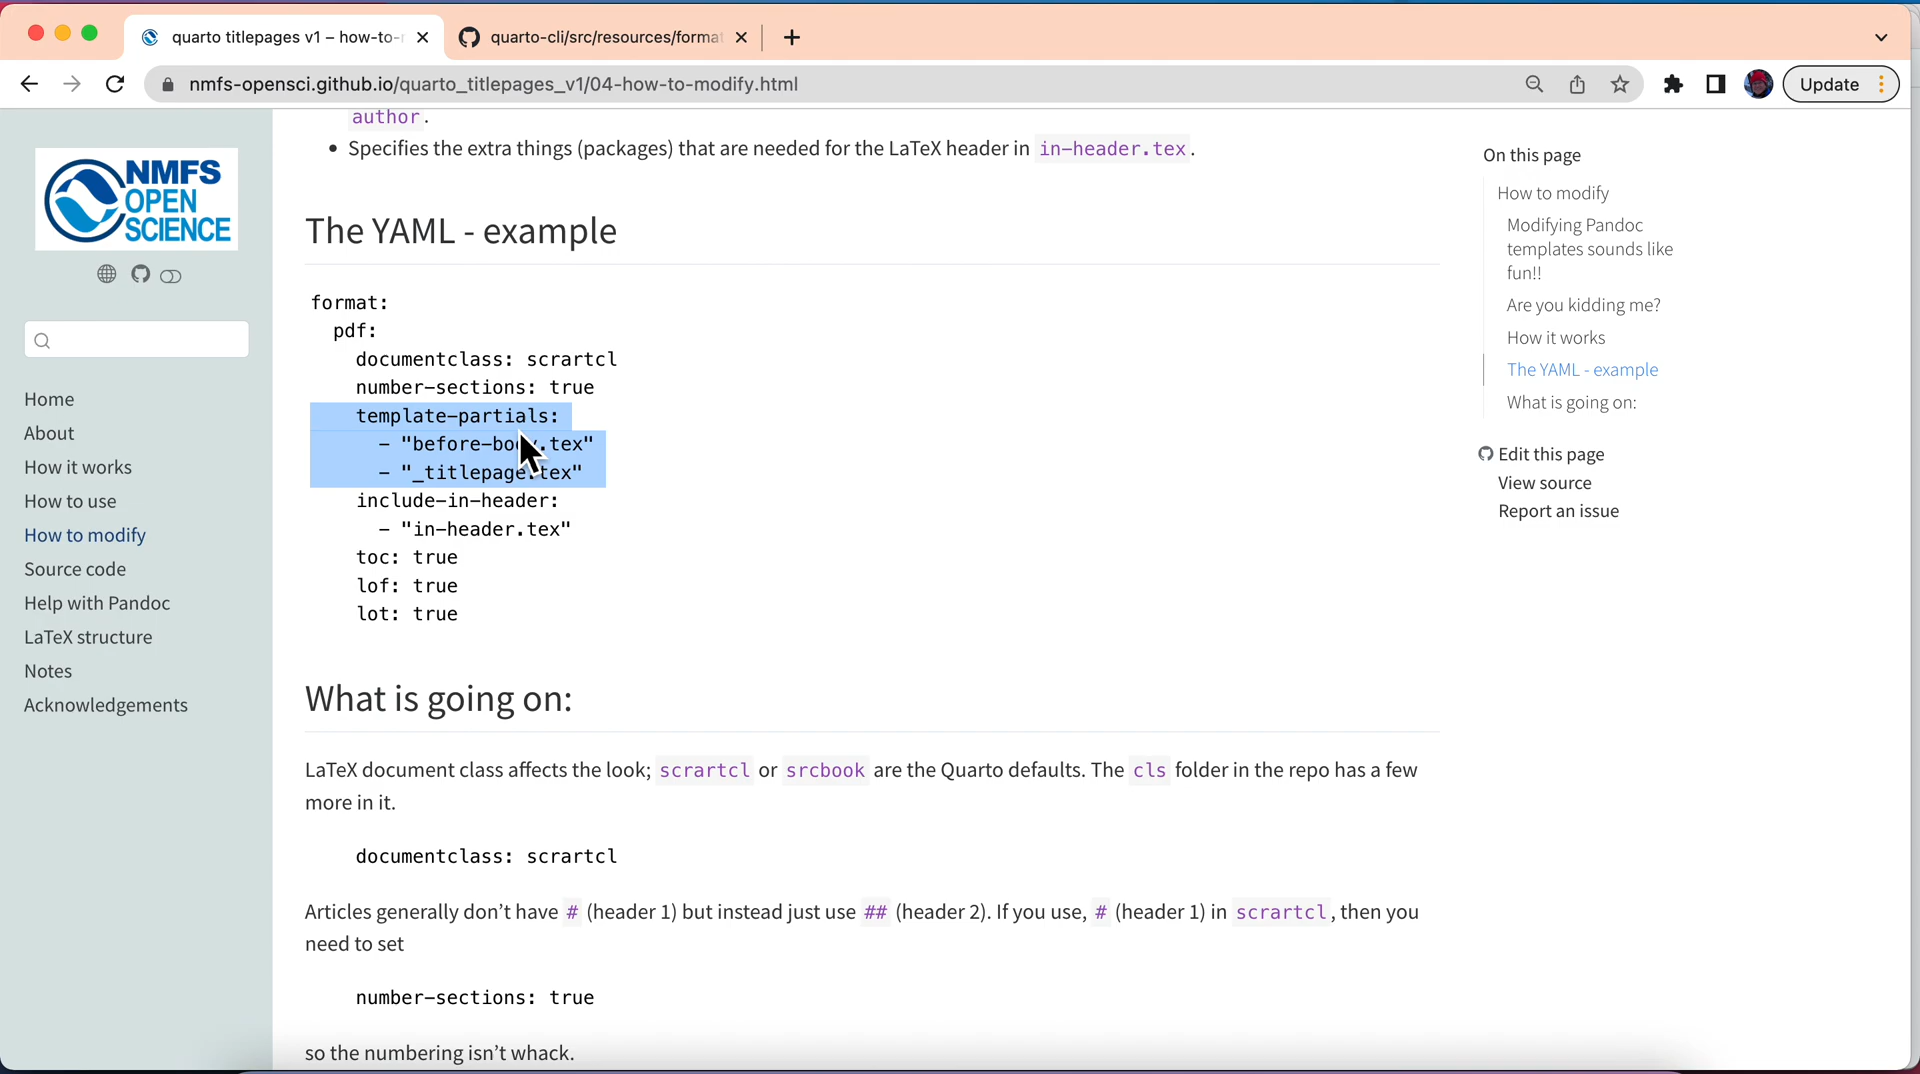 quarto titlepages v1 – how-to-
quarto-cli/src/resources/format
nmfs-opensci.github.io/quarto_titlepages_v1/04-how-to-modify.html
Update
NMFS
OPEN
SCIENCE
Home
About
How it works
How to use
How to modify
Source code
Help with Pandoc
LaTeX structure
Notes
Acknowledgements
author.
• Specifies the extra things (packages) that are needed for the LaTeX header in in-header.tex.
The YAML - example
format:
pdf:
documentclass: scrartcl
number-sections: true
template-partials:
- "before-body.tex"
- "_titlepage.tex"
include-in-header:
- "in-header.tex"
toc: true
lof: true
lot: true
What is going on:
LaTeX document class affects the look; scrartcl or srcbook are the Quarto defaults. The cls folder in the repo has a few
more in it.
documentclass: scrartcl
Articles generally don’t have # (header 1) but instead just use ## (header 2). If you use, # (header 1) in scrartcl, then you
need to set
number-sections: true
so the numbering isn’t whack.
On this page
How to modify
Modifying Pandoc
templates sounds like
fun!!
Are you kidding me?
How it works
The YAML - example
What is going on:
Edit this page
View source
Report an issue